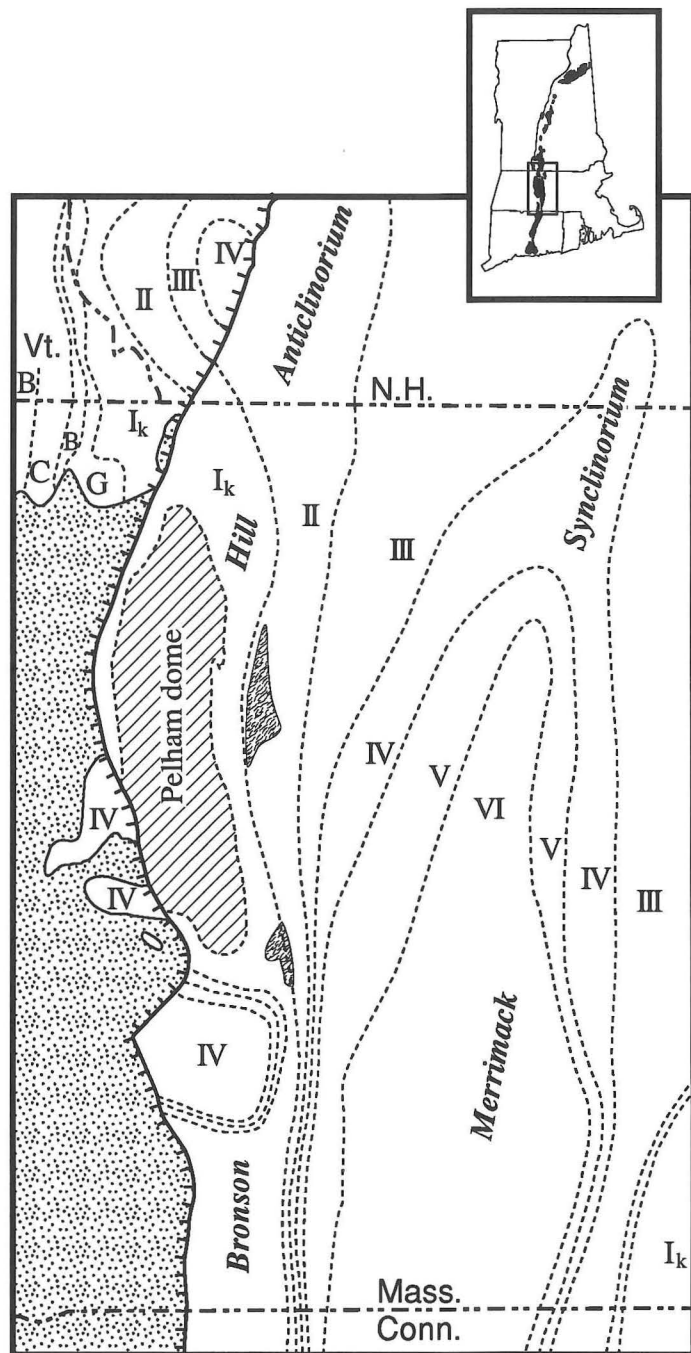 IV
III
II
Anticlinorium
Vt.
B
N.H.
Ik
B
C
G
Ik
Hill
II
III
Synclinorium
Pelham dome
IV
V
VI
IV
V
IV
III
IV
O
IV
Merrimack
Bronson
Ik
Mass.
Conn.